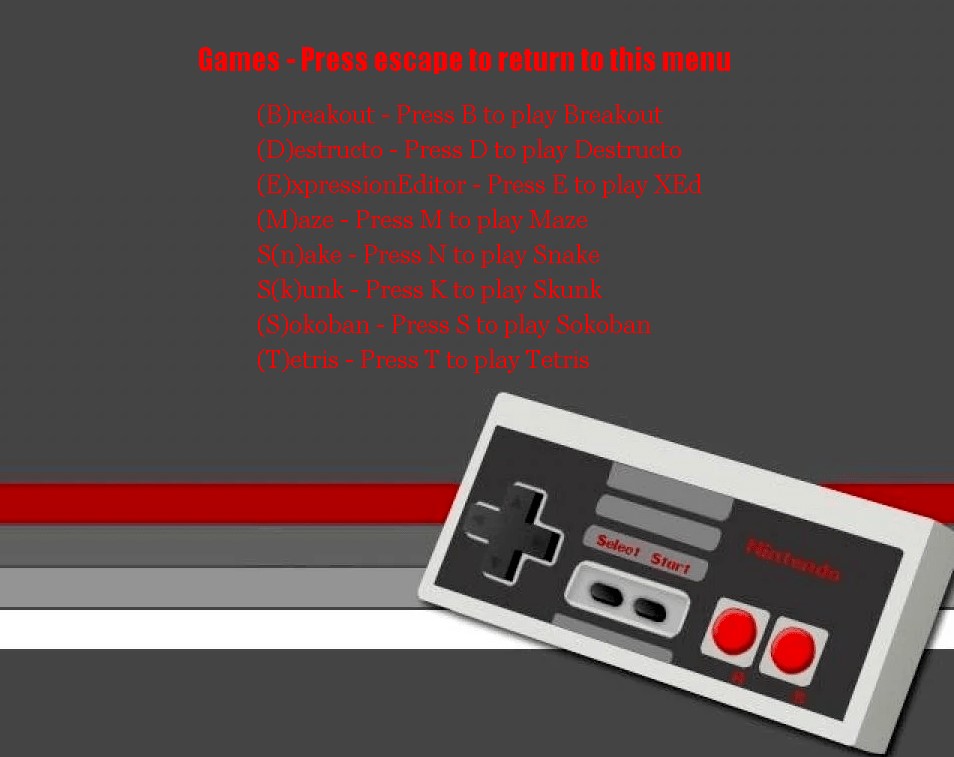 Games - Press escape to return to this menu
(B)reakout - Press B to play Breakout
(D)estructo - Press D to play Destructo
(E)xpressionEditor - Press E to play XEd
(M)aze - Press M to play Maze
S(n)ake - Press N to play Snake
S(k)unk - Press K to play Skunk
(S)okoban - Press S to play Sokoban
(T)etris - Press T to play Tetris
Select Start
Nintendo